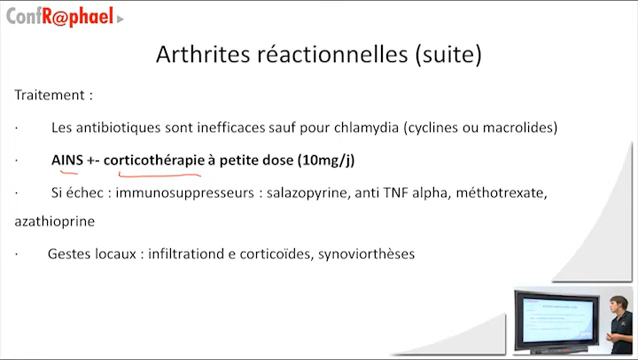 ConfR@phael
Arthrites réactionnelles (suite)
Traitement :
· Les antibiotiques sont inefficaces sauf pour chlamydia (cyclines ou macrolides)
· AINS +- corticothérapie à petite dose (10mg/j)
· Si échec : immunosuppresseurs : salazopyrine, anti TNF alpha, méthotrexate,
azathioprine
· Gestes locaux : infiltrationd e corticoïdes, synoviorthèses